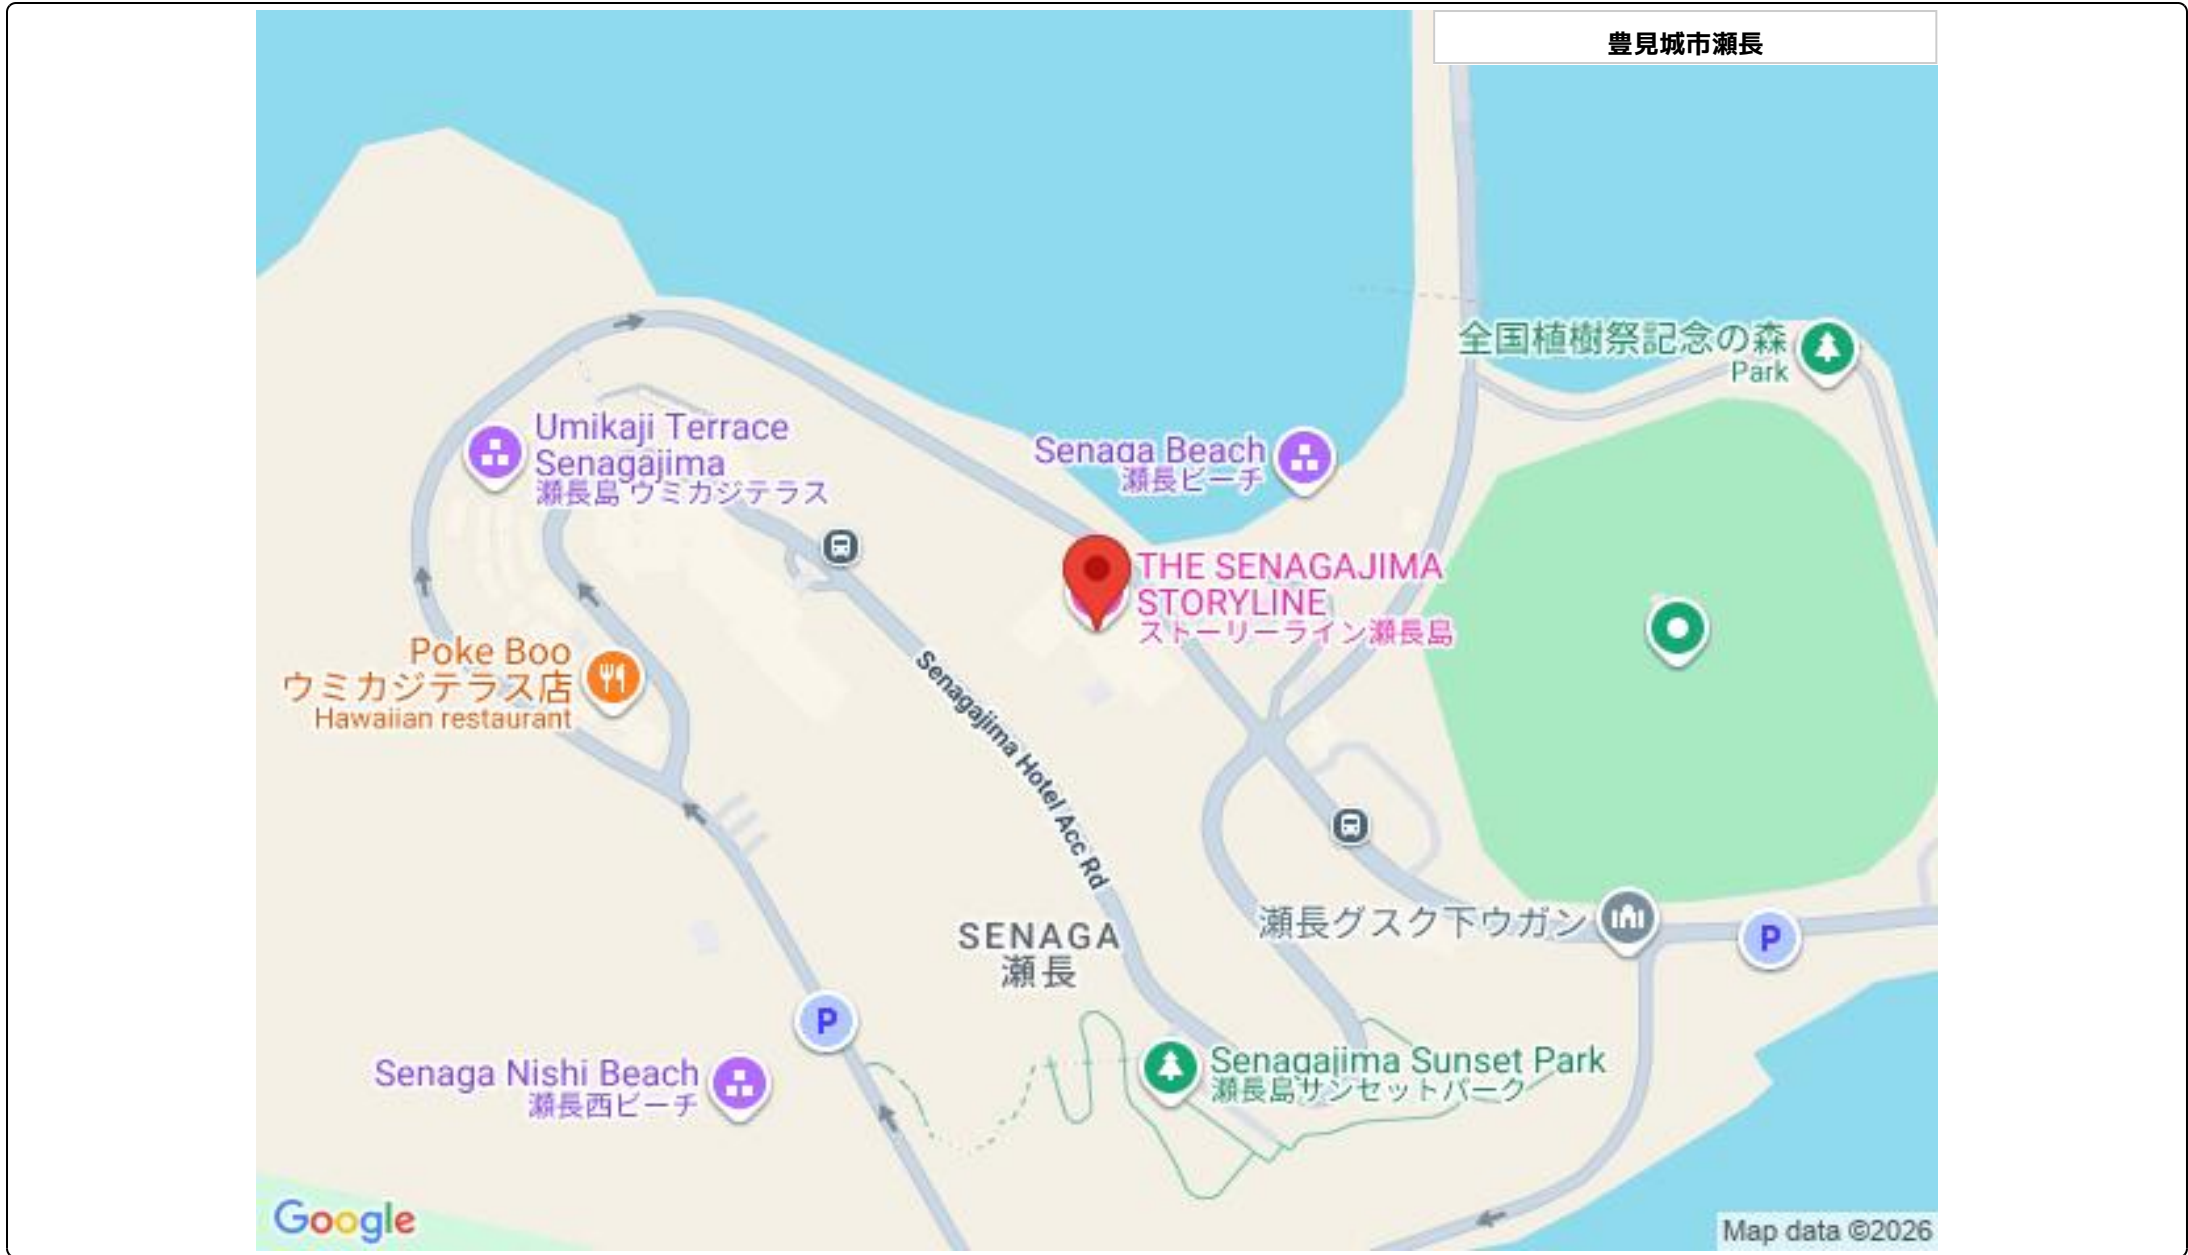 豊見城市瀬長
全国植樹祭記念の森
Park
Umikaji Terrace
Senagajima
瀬長島 ウミカジテラス
Senaga Beach
瀬長ビーチ
THE SENAGAJIMA
STORYLINE
ストーリーライン瀬長島
Poke Boo
ウミカジテラス店
Hawaiian restaurant
Senagajima Hotel Acc Rd
瀬長グスク下ウガン
P
SENAGA
瀬長
P
Senagajima Sunset Park
瀬長島サンセットパーク
Senaga Nishi Beach
瀬長西ビーチ
Google
Map data ©2026